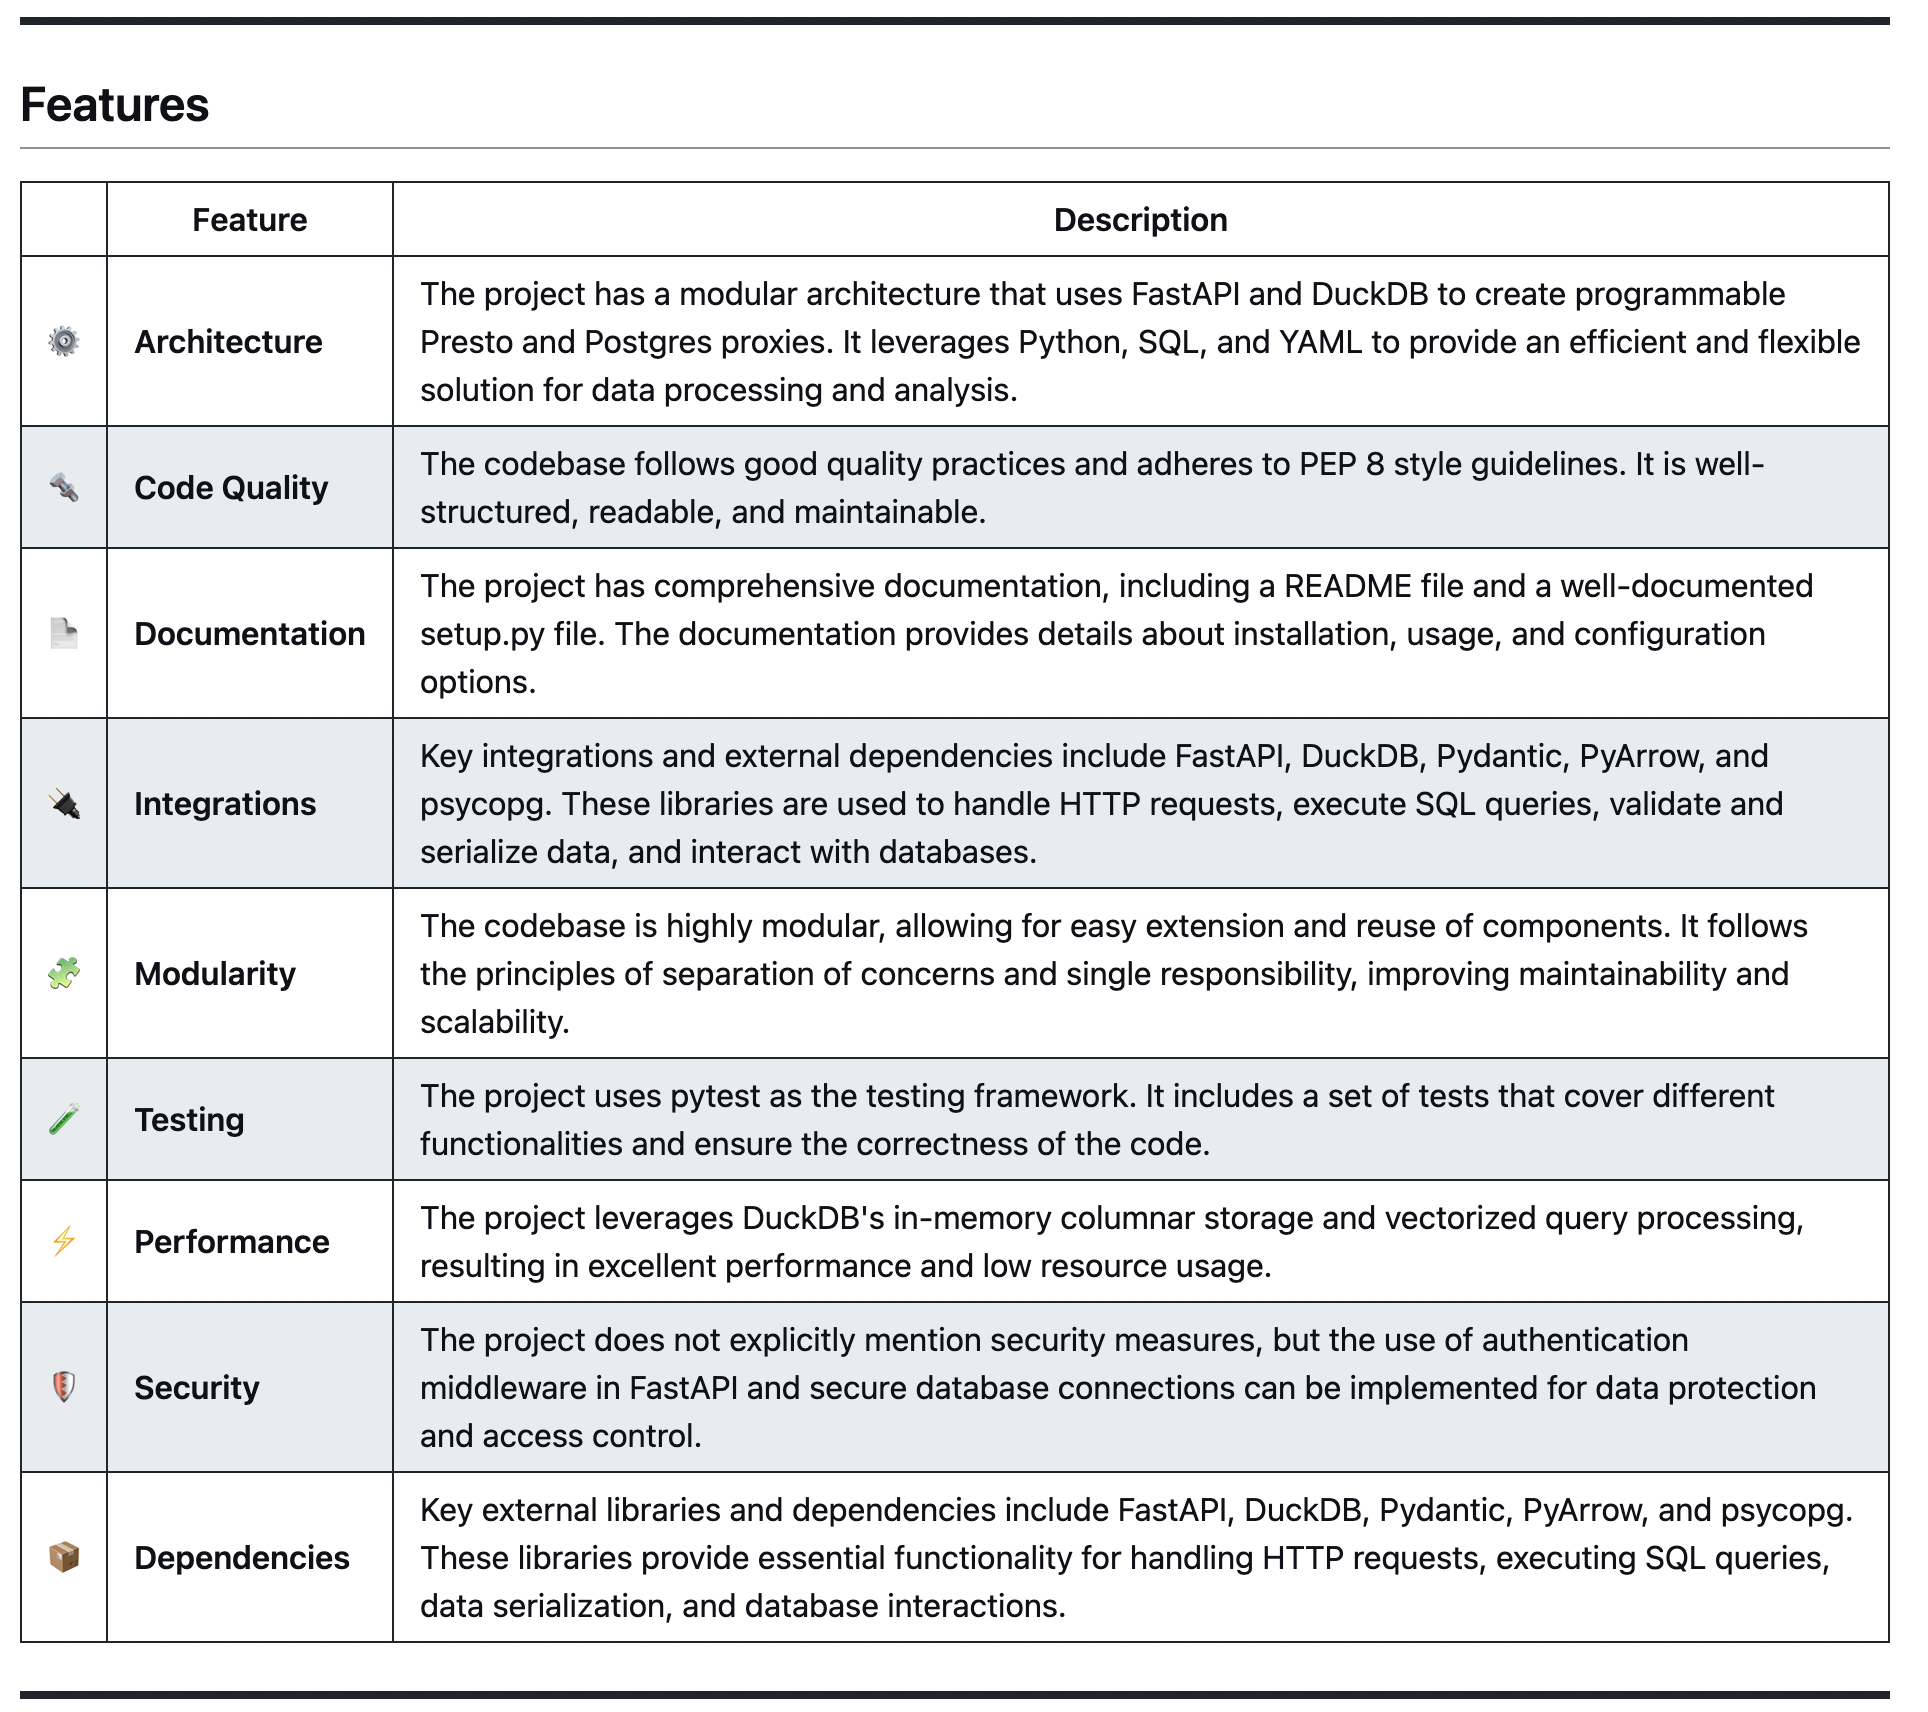 Features
Feature Description
Architecture
The project has a modular architecture that uses FastAPI and DuckDB to create programmable
Presto and Postgres proxies. It leverages Python, SQL, and YAML to provide an efficient and flexible
solution for data processing and analysis.
Code Quality
The codebase follows good quality practices and adheres to PEP 8 style guidelines. It is well-
structured, readable, and maintainable.
Documentation
The project has comprehensive documentation, including a README file and a well-documented
setup.py file. The documentation provides details about installation, usage, and configuration
options.
Integrations
Key integrations and external dependencies include FastAPI, DuckDB, Pydantic, PyArrow, and
psycopg. These libraries are used to handle HTTP requests, execute SQL queries, validate and
serialize data, and interact with databases.
Modularity
The codebase is highly modular, allowing for easy extension and reuse of components. It follows
the principles of separation of concerns and single responsibility, improving maintainability and
scalability.
Testing
The project uses pytest as the testing framework. It includes a set of tests that cover different
functionalities and ensure the correctness of the code.
Performance
The project leverages DuckDB's in-memory columnar storage and vectorized query processing,
resulting in excellent performance and low resource usage.
Security
The project does not explicitly mention security measures, but the use of authentication
middleware in FastAPI and secure database connections can be implemented for data protection
and access control.
Dependencies
Key external libraries and dependencies include FastAPI, DuckDB, Pydantic, PyArrow, and psycopg.
These libraries provide essential functionality for handling HTTP requests, executing SQL queries,
data serialization, and database interactions.